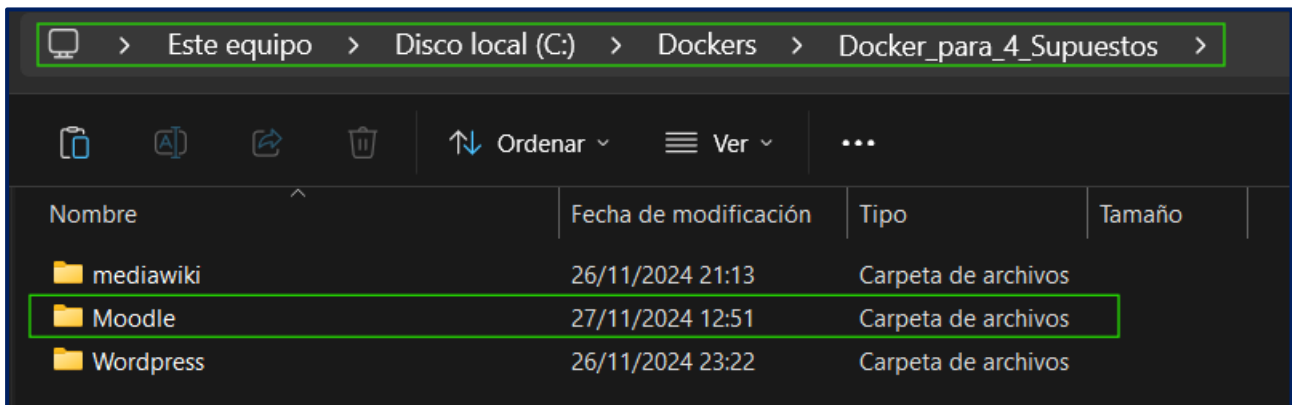 Este equipo > Disco local (C:) > Dockers > Docker_para_4_Supuestos >
Ordenar Ver •••
Nombre Fecha de modificación Tipo Tamaño
mediawiki 26/11/2024 21:13 Carpeta de archivos
Moodle 27/11/2024 12:51 Carpeta de archivos
Wordpress 26/11/2024 23:22 Carpeta de archivos